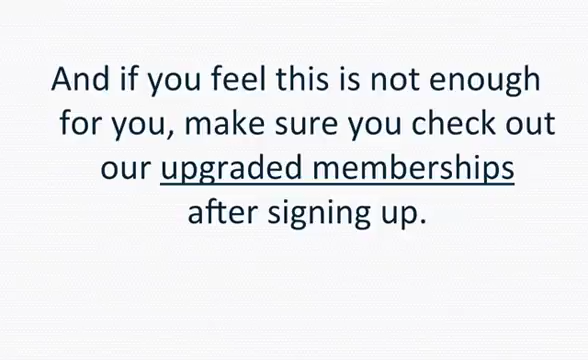 And if you feel this is not enough
for you, make sure you check out
our upgraded memberships
after signing up.